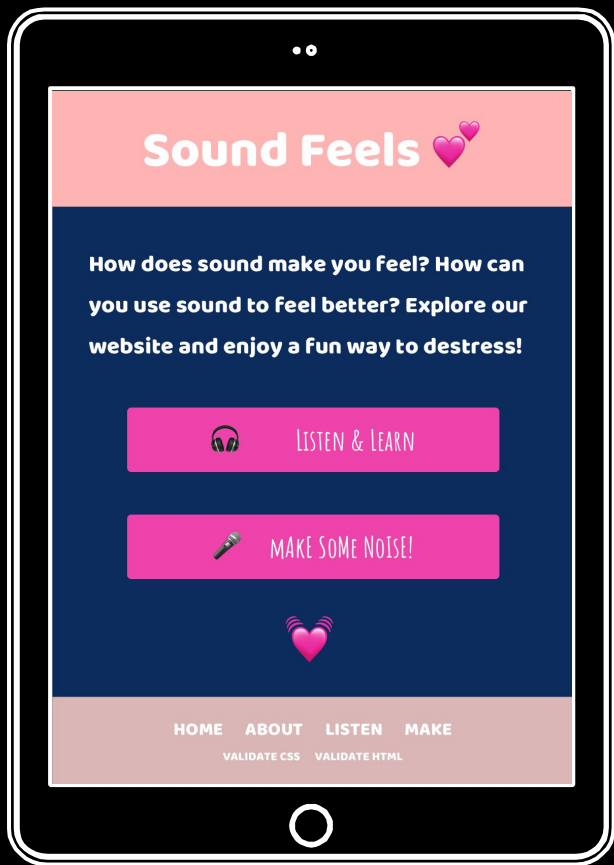 Sound Feels 💕
How does sound make you feel? How can
you use sound to feel better? Explore our
website and enjoy a fun way to destress!
Listen & Learn
mAKE SoMe NoISE!
HOME ABOUT LISTEN MAKE
VALIDATE CSS VALIDATE HTML